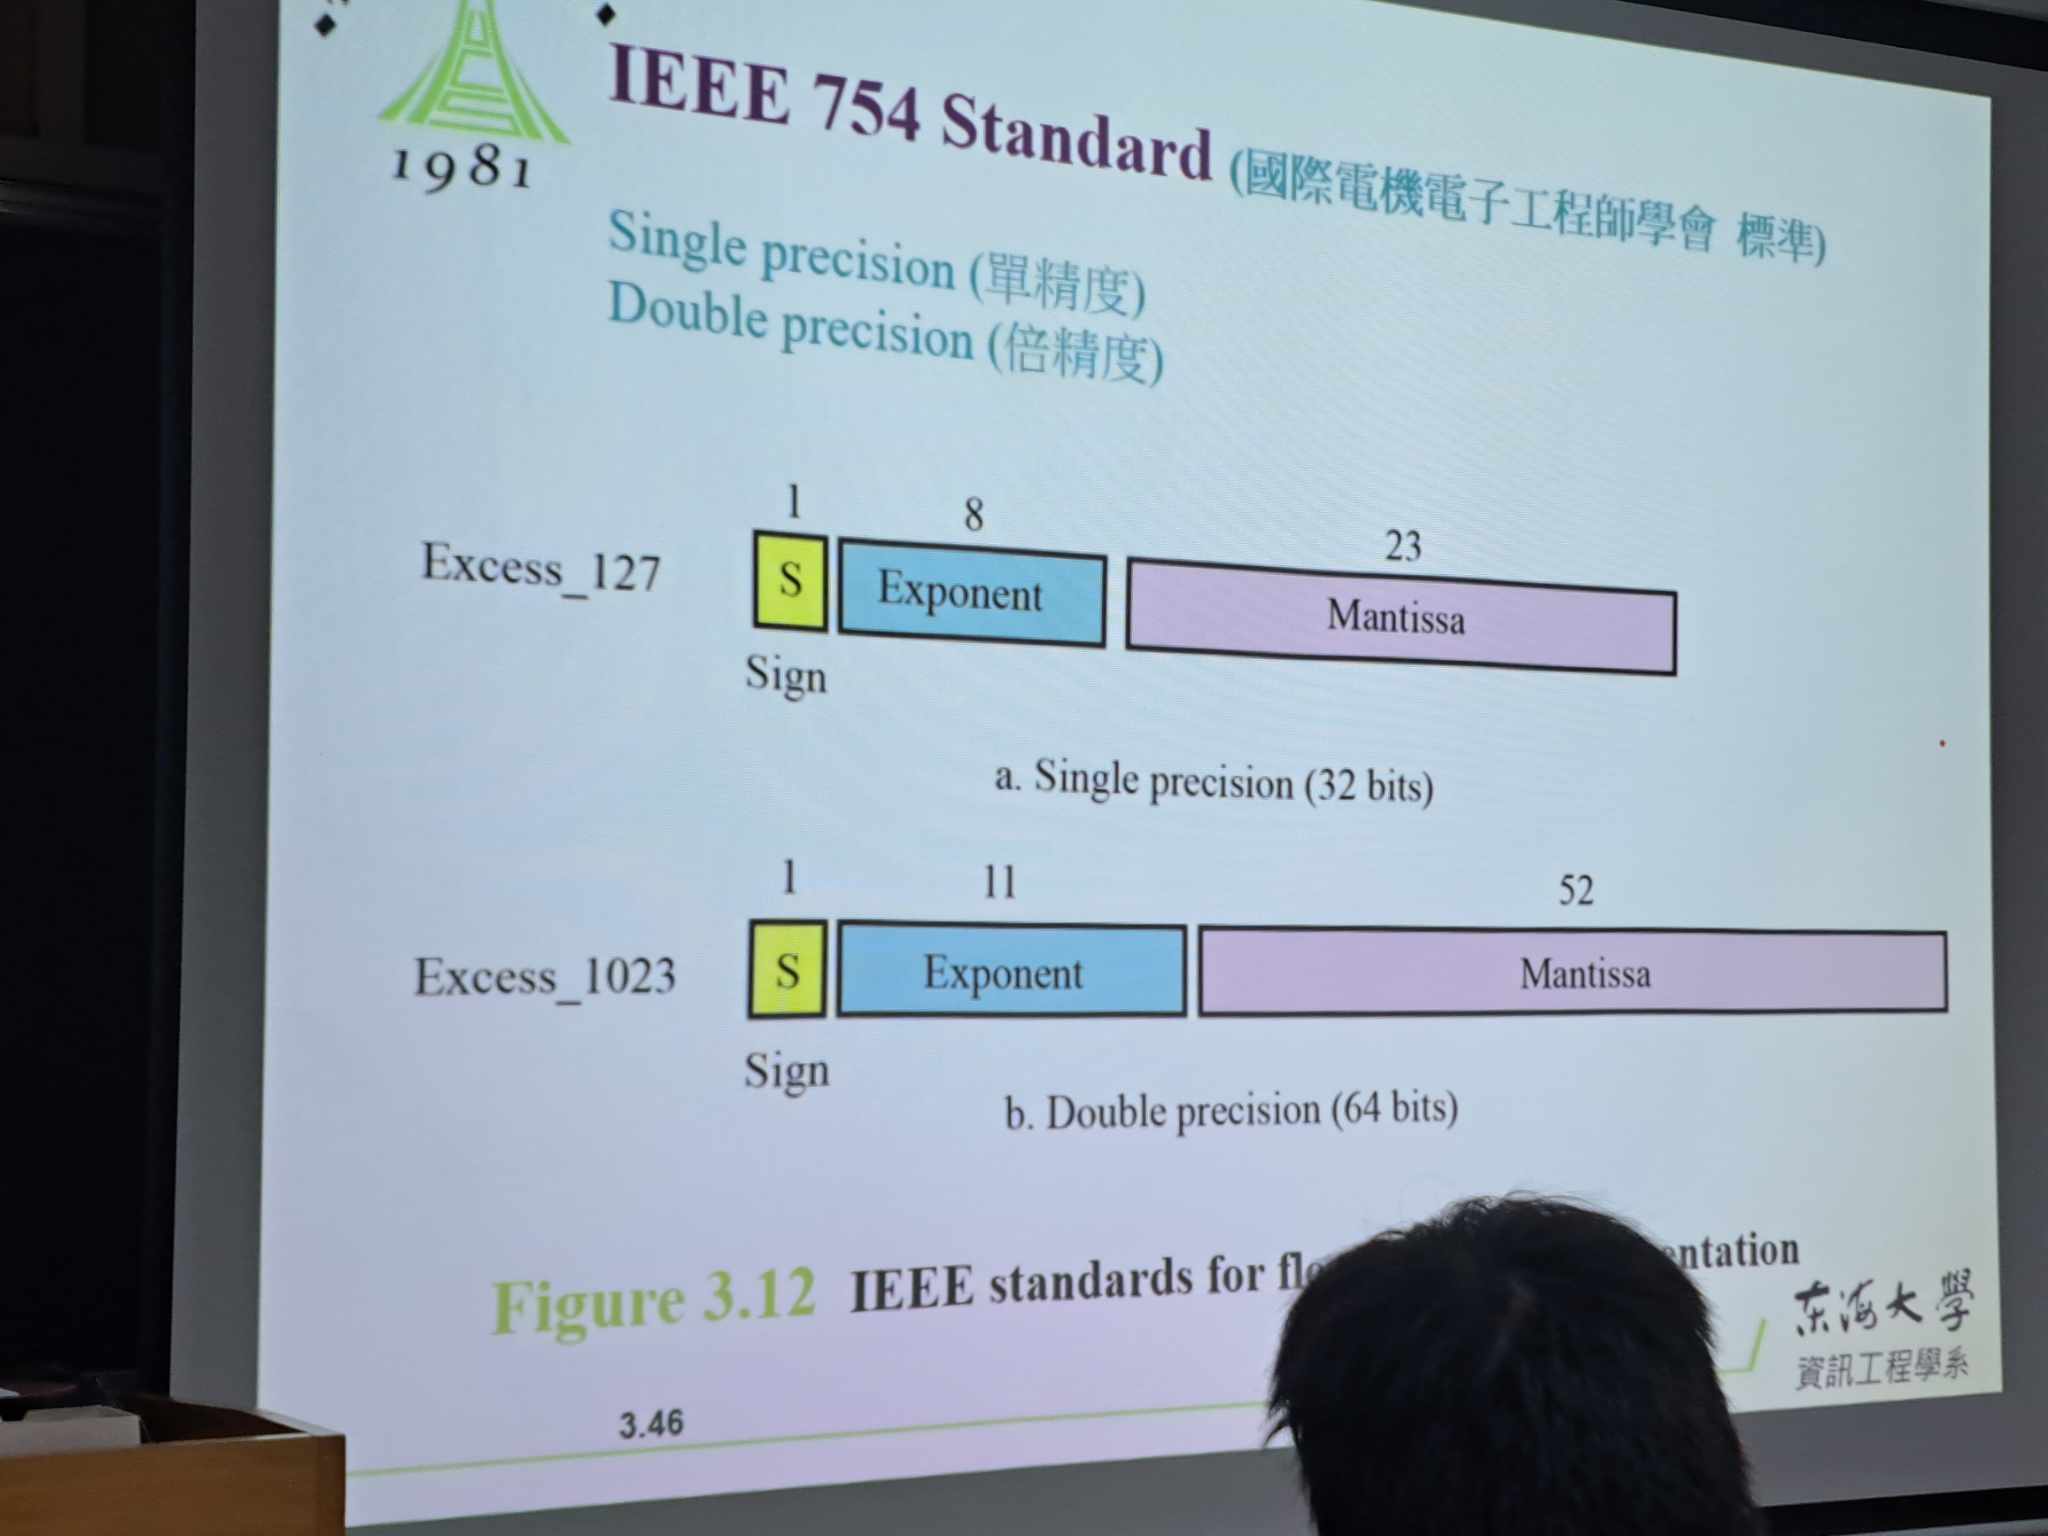 1981
IEEE 754 Standard (國際電機電子工程師學會 標準)
Single precision (單精度)
Double precision (倍精度)
1 8 23
Excess_127 S Exponent Mantissa
Sign
a. Single precision (32 bits)
1 11 52
Excess_1023 S Exponent Mantissa
Sign
b. Double precision (64 bits)
Figure 3.12 IEEE standards for
東海大學
資訊工程學系
3.46